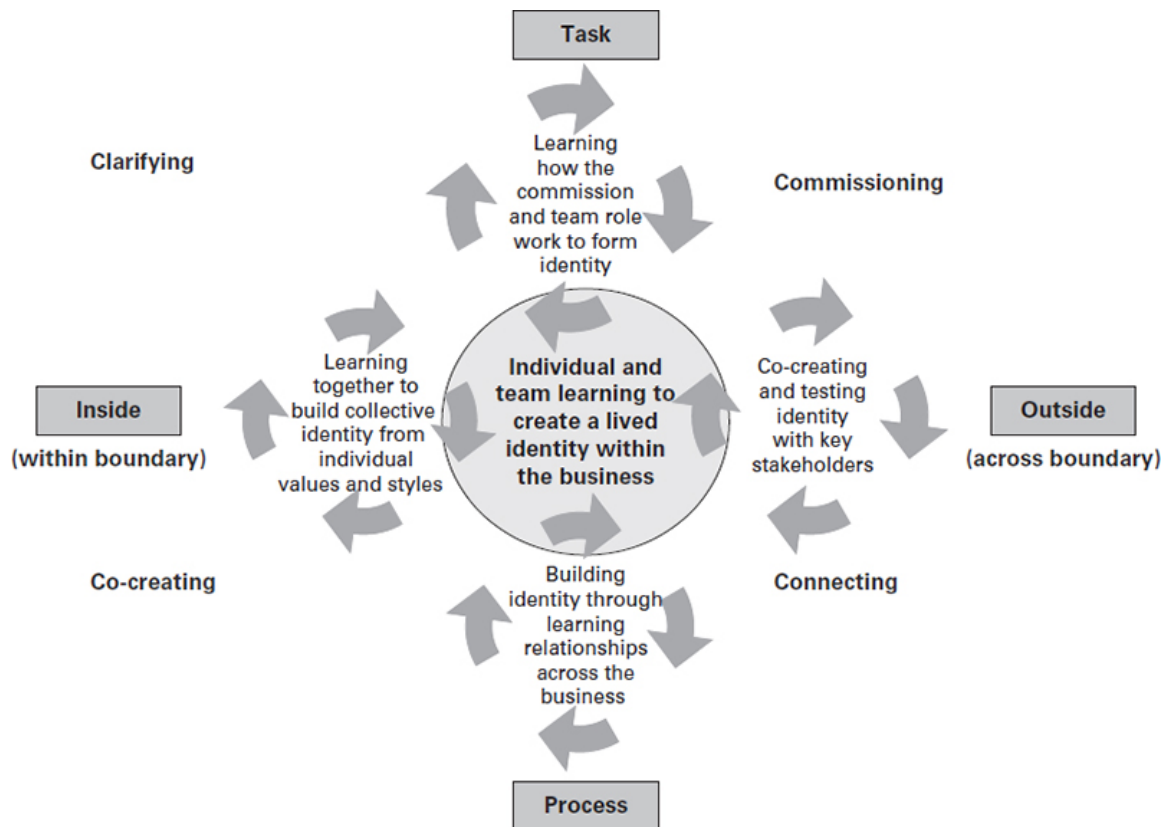 Task
Clarifying
Commissioning
Learning
how the
commission
and team role
work to form
identity
Inside
(within boundary)
Learning
together to
build collective
identity from
individual
values and styles
Individual and
team learning to
create a lived
identity within
the business
Co-creating
and testing
identity
with key
stakeholders
Outside
(across boundary)
Co-creating
Connecting
Building
identity through
learning
relationships
across the
business
Process